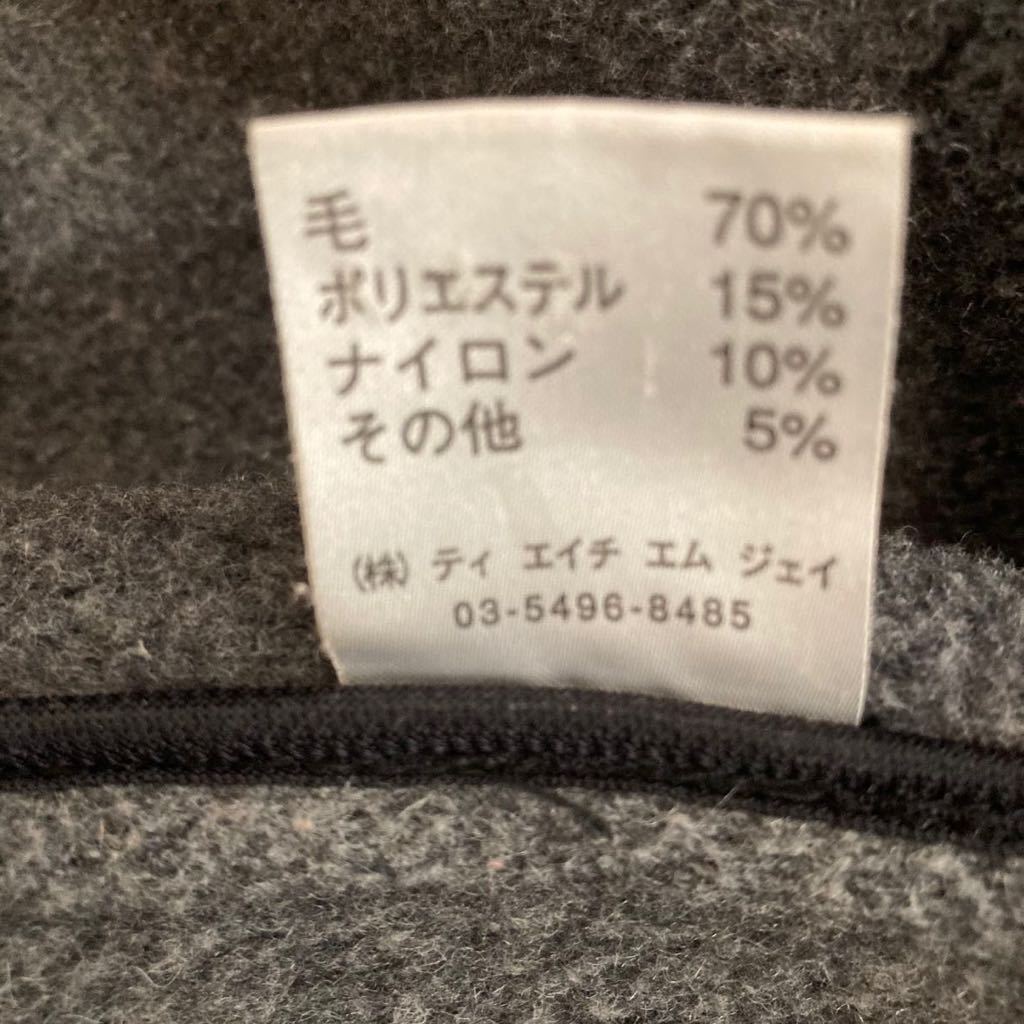 毛 70%
ポリエステル 15%
ナイロン 10%
その他 5%
(株) ティ エイチ エム ジェイ
03-5496-8485